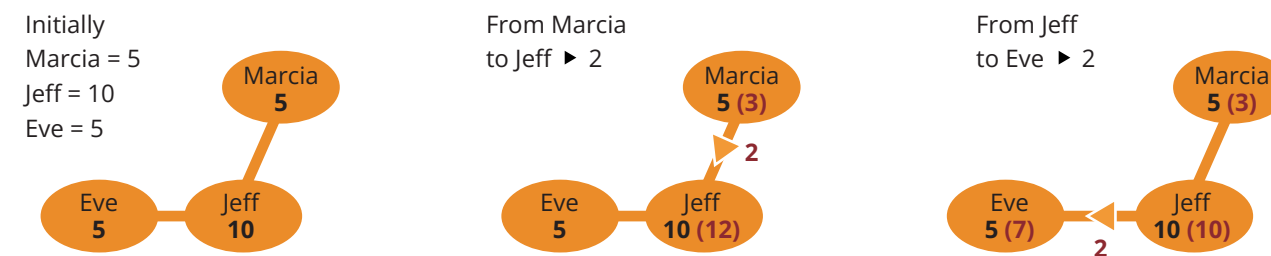 Initially
Marcia = 5
Jeff = 10
Eve = 5
Marcia
5
Eve
5
Jeff
10
From Marcia
to Jeff ▶ 2
Marcia
5 (3)
2
Eve
5
Jeff
10 (12)
From Jeff
to Eve ▶ 2
Marcia
5 (3)
Eve
5 (7)
2
Jeff
10 (10)